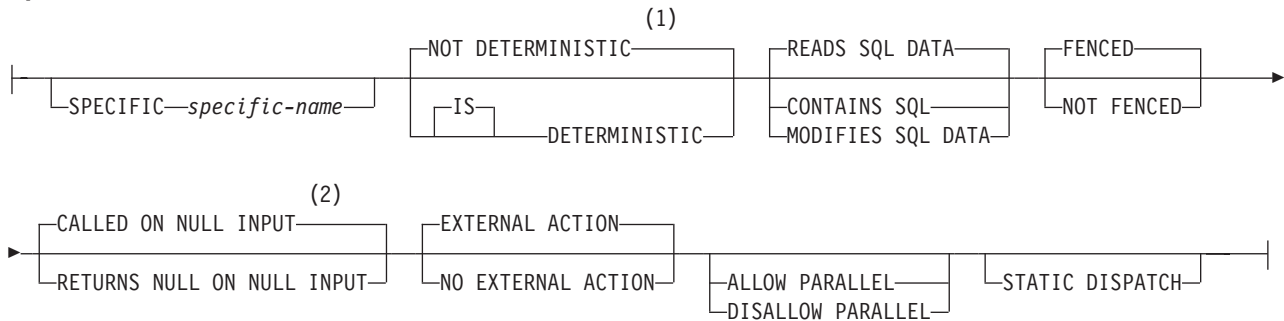 (1)
NOT DETERMINISTIC READS SQL DATA FENCED
SPECIFIC specific-name IS CONTAINS SQL NOT FENCED
DETERMINISTIC MODIFIES SQL DATA
(2)
CALLED ON NULL INPUT EXTERNAL ACTION
RETURNS NULL ON NULL INPUT NO EXTERNAL ACTION ALLOW PARALLEL STATIC DISPATCH
DISALLOW PARALLEL